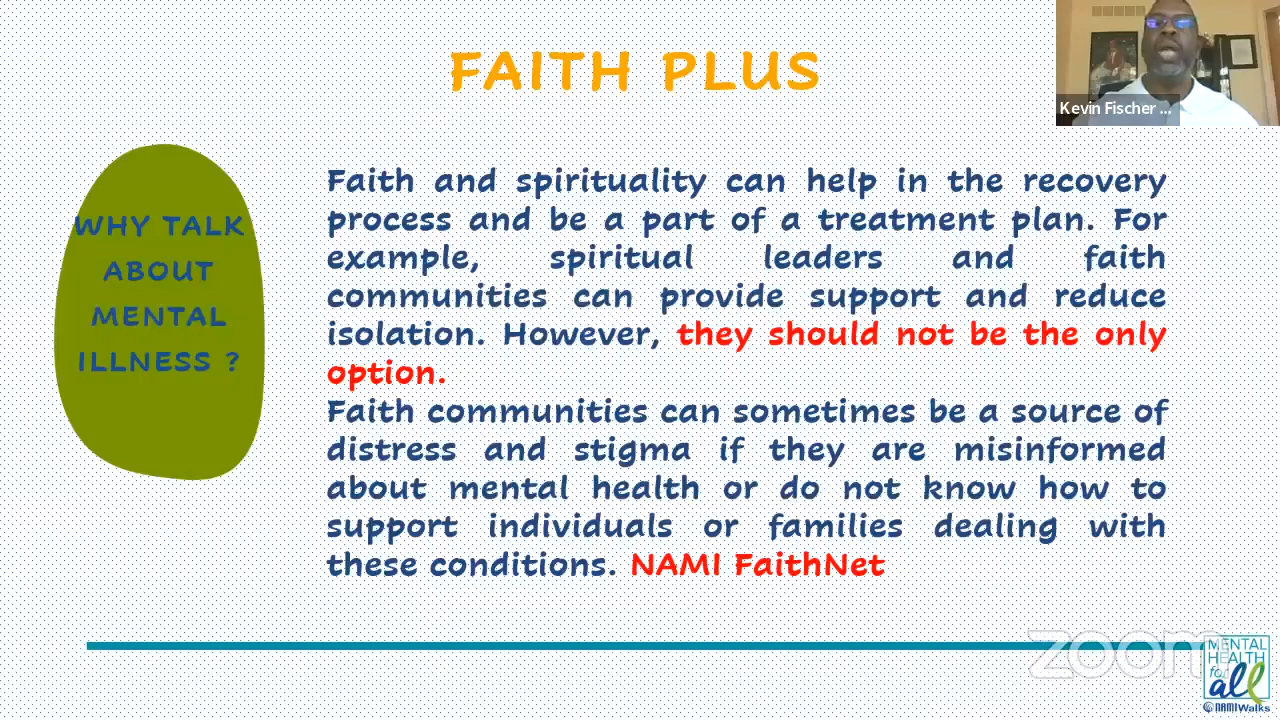 FAITH PLUS
Kevin Fischer ...
WHY TALK
ABOUT
MENTAL
ILLNESS ?
Faith and spirituality can help in the recovery
process and be a part of a treatment plan. For
example, spiritual leaders and faith
communities can provide support and reduce
isolation. However, they should not be the only
option.
Faith communities can sometimes be a source of
distress and stigma if they are misinformed
about mental health or do not know how to
support individuals or families dealing with
these conditions. NAMI FaithNet
zoom
MENTAL
HEALTH
for
all
NAMIWalks